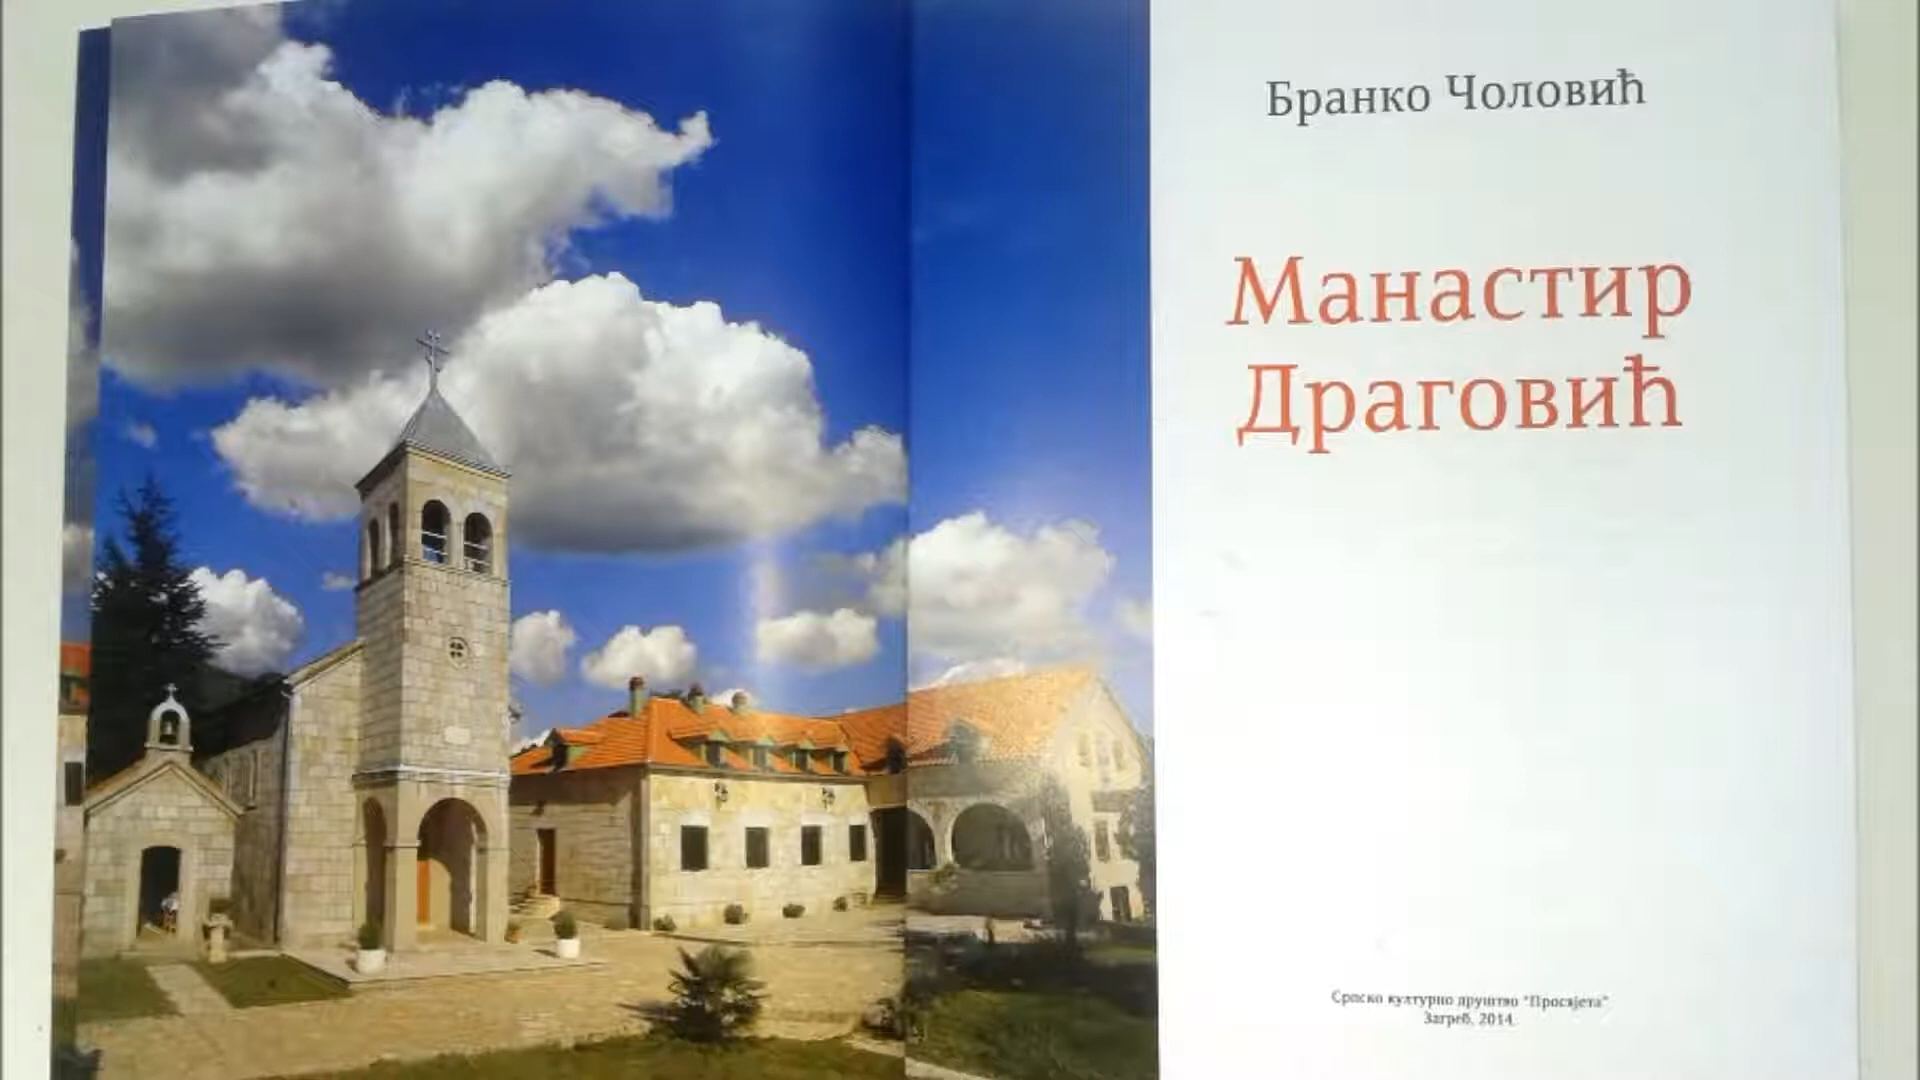 Бранко Чоловић
Манастир
Драговић
Српско културно друштво "Просвјета"
Загреб, 2014.